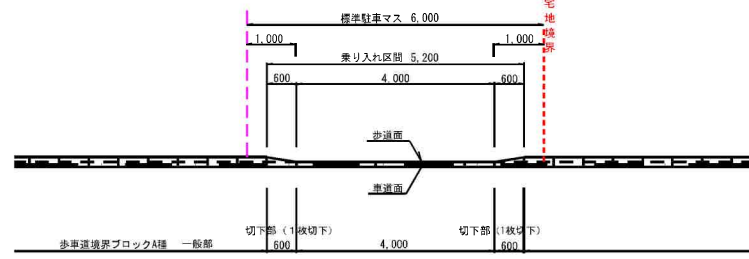 標準駐車マス 6,000
宅地境界
1,000
1,000
乗り入れ区間 5,200
600
4,000
600
歩道面
車道面
切下部（1枚切下）
切下部（1枚切下）
歩車道境界ブロックA種 一般部
600
4,000
600